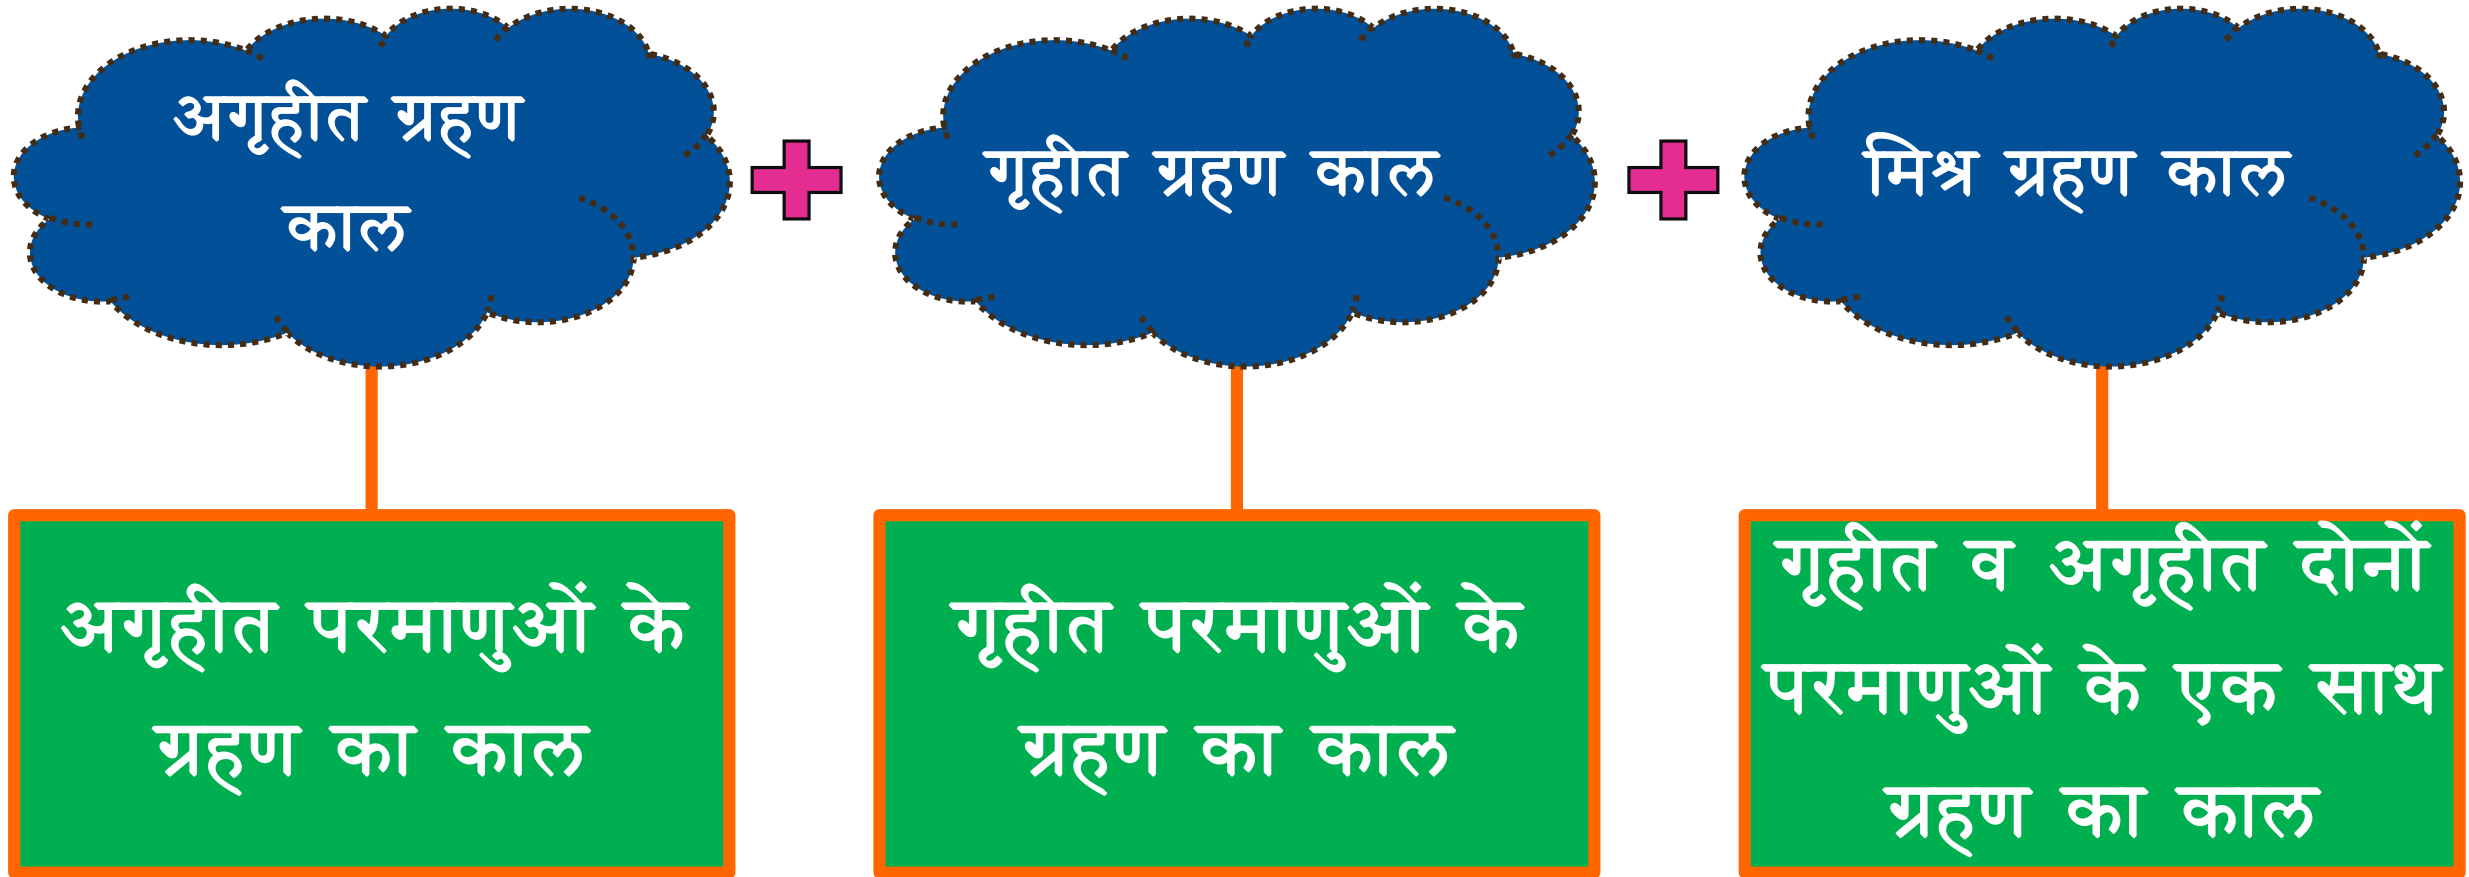 अगृहीत ग्रहण
काल
गृहीत ग्रहण काल
मिश्र ग्रहण काल
अगृहीत परमाणुओं के
ग्रहण का काल
गृहीत परमाणुओं के
ग्रहण का काल
गृहीत व अगृहीत दोनों
परमाणुओं के एक साथ
ग्रहण का काल